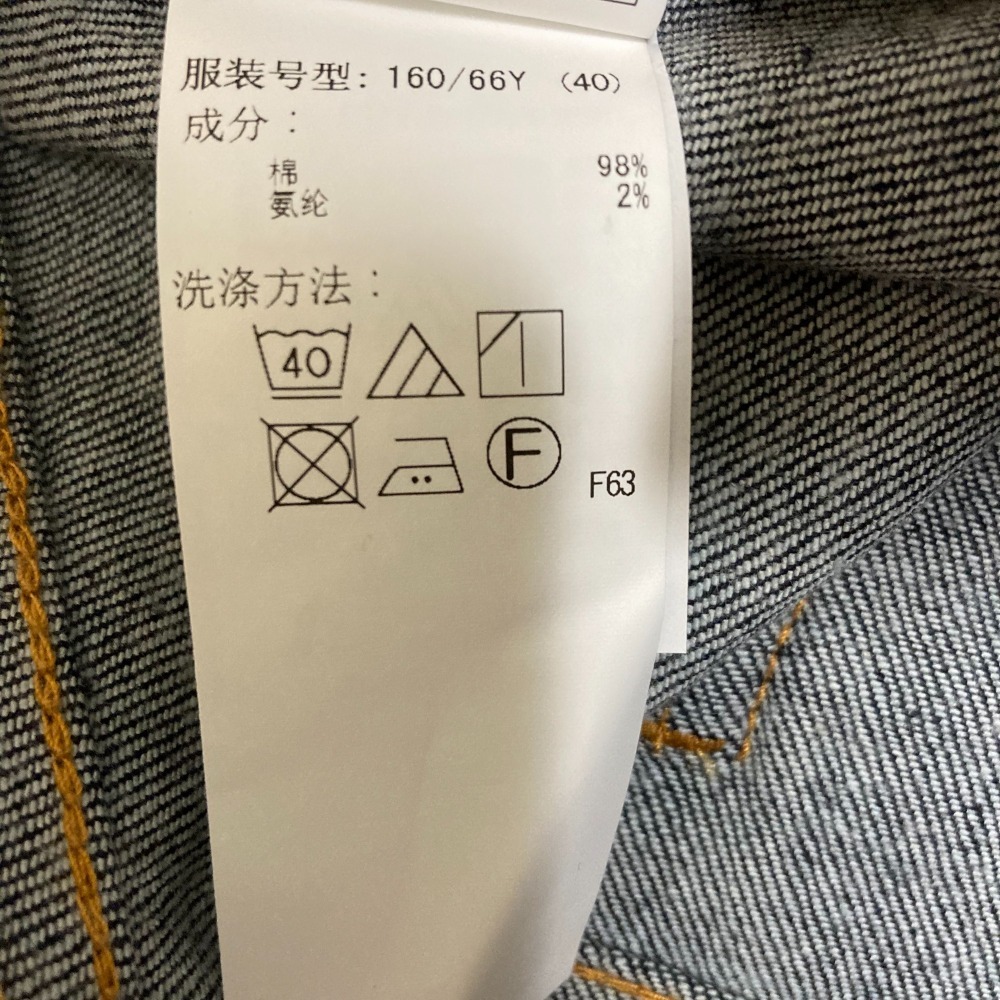 服装号型: 160/66Y (40)
成分:
棉 98%
氨纶 2%
洗涤方法:
40
F
F63